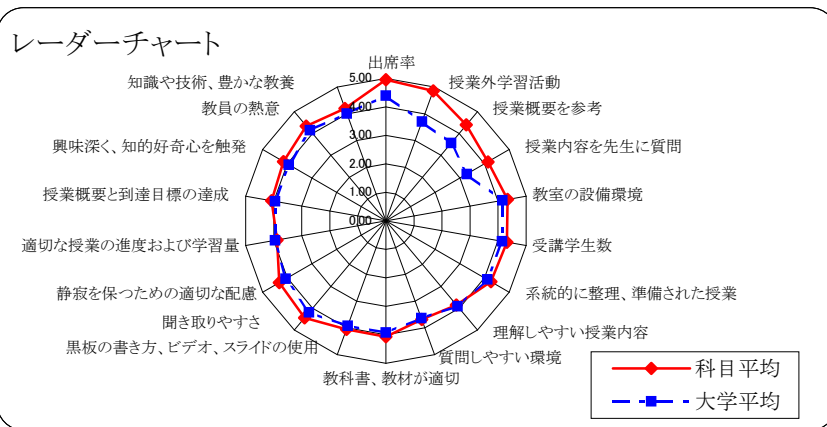 レーダーチャート
出席率
授業外学習活動
授業概要を参考
授業内容を先生に質問
教室の設備環境
受講学生数
系統的に整理、準備された授業
理解しやすい授業内容
質問しやすい環境
教科書、教材が適切
黒板の書き方、ビデオ、スライドの使用
聞き取りやすさ
静寂を保つための適切な配慮
適切な授業の進度および学習量
授業概要と到達目標の達成
興味深く、知的好奇心を触発
教員の熱意
知識や技術、豊かな教養
5.00
4.00
3.00
2.00
1.00
0.00
科目平均
大学平均